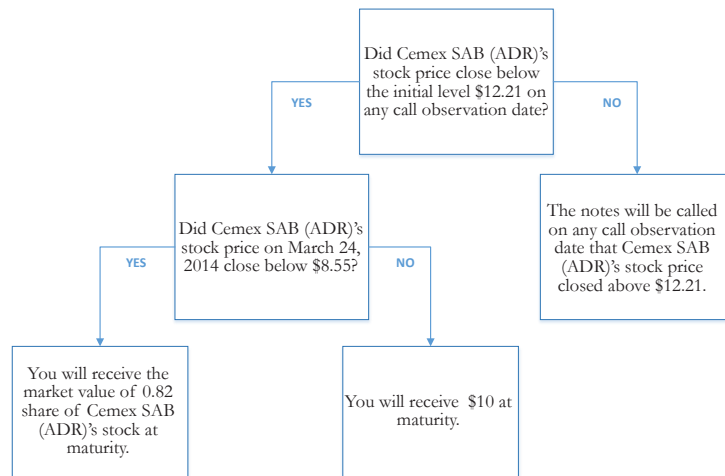 Did Cemex SAB (ADR)'s
stock price close below
the initial level $12.21 on
any call observation date?
YES
NO
Did Cemex SAB (ADR)'s
stock price on March 24,
2014 close below $8.55?
The notes will be called
on any call observation
date that Cemex SAB
(ADR)'s stock price
closed above $12.21.
YES
NO
You will receive the
market value of 0.82
share of Cemex SAB
(ADR)'s stock at
maturity.
You will receive $10 at
maturity.